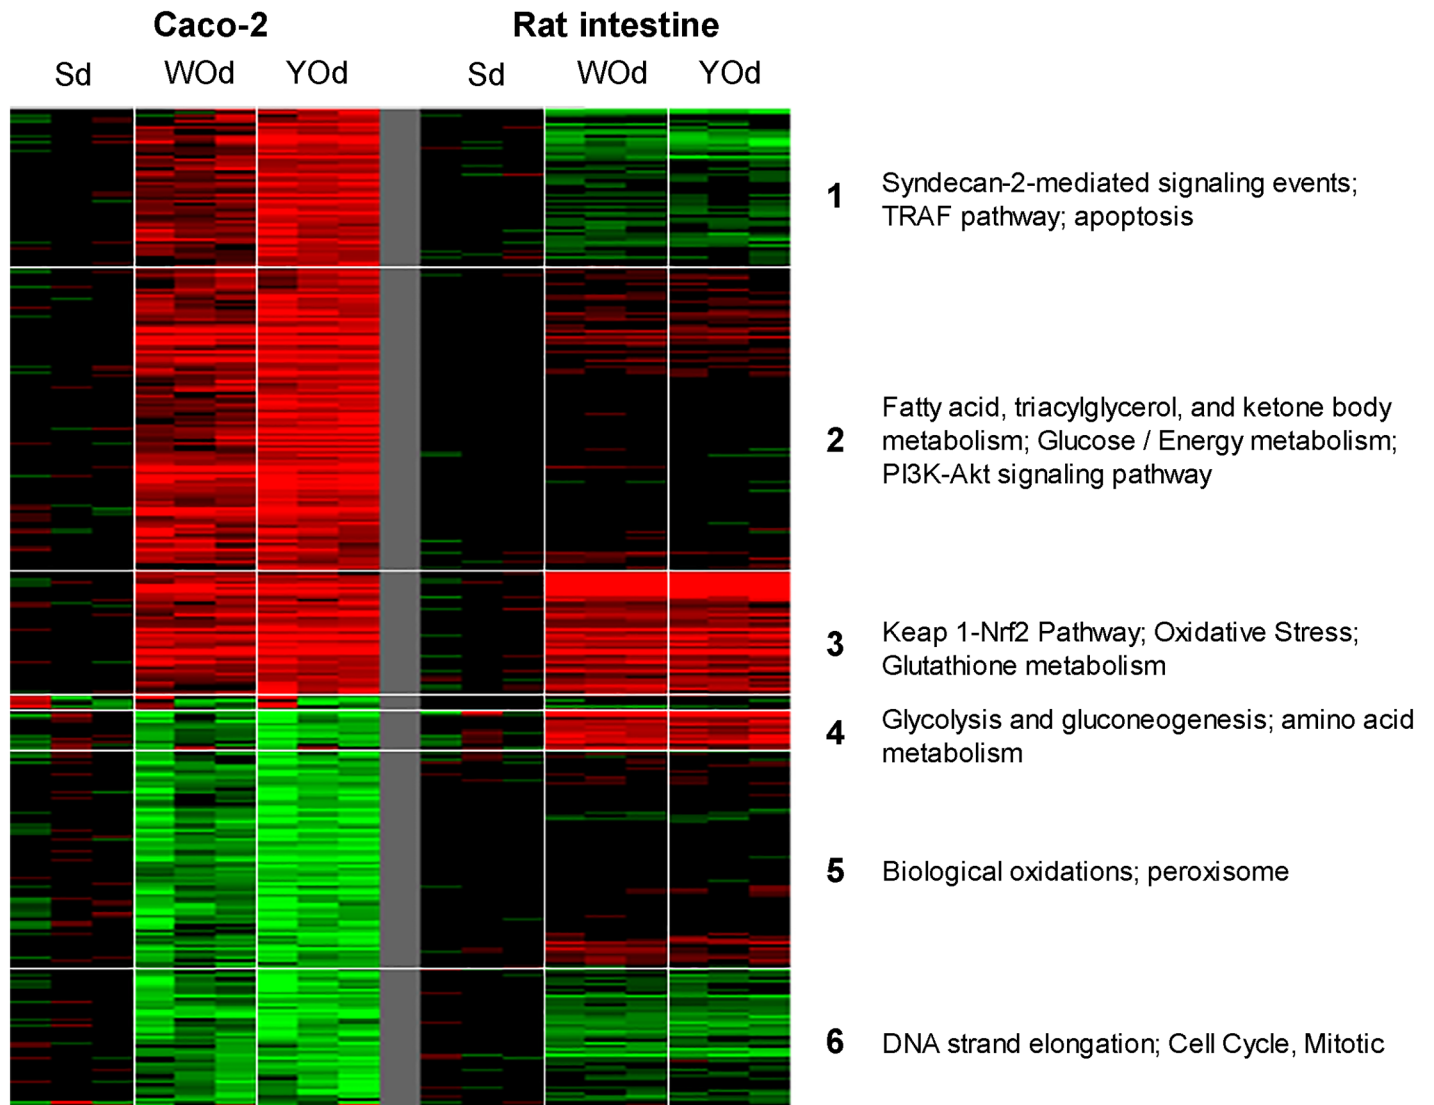 Caco-2 Rat intestine
Sd WOd YOd Sd WOd YOd
1 Syndecan-2-mediated signaling events;
TRAF pathway; apoptosis
Fatty acid, triacylglycerol, and ketone body
2 metabolism; Glucose / Energy metabolism;
PI3K-Akt signaling pathway
3 Keap 1-Nrf2 Pathway; Oxidative Stress;
Glutathione metabolism
4 Glycolysis and gluconeogenesis; amino acid
metabolism
5 Biological oxidations; peroxisome
6 DNA strand elongation; Cell Cycle, Mitotic